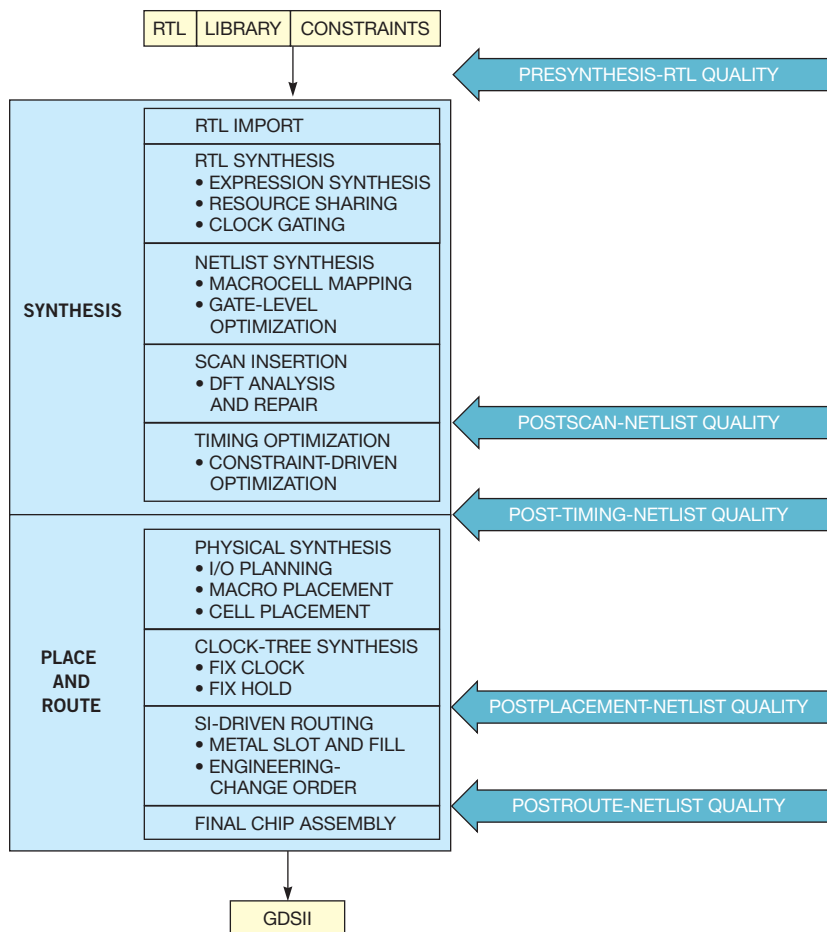 RTL LIBRARY CONSTRAINTS
PRESYNTHESIS-RTL QUALITY
SYNTHESIS
RTL IMPORT
RTL SYNTHESIS
• EXPRESSION SYNTHESIS
• RESOURCE SHARING
• CLOCK GATING
NETLIST SYNTHESIS
• MACROCELL MAPPING
• GATE-LEVEL
OPTIMIZATION
SCAN INSERTION
• DFT ANALYSIS
AND REPAIR
POSTSCAN-NETLIST QUALITY
TIMING OPTIMIZATION
• CONSTRAINT-DRIVEN
OPTIMIZATION
POST-TIMING-NETLIST QUALITY
PLACE
AND
ROUTE
PHYSICAL SYNTHESIS
• I/O PLANNING
• MACRO PLACEMENT
• CELL PLACEMENT
CLOCK-TREE SYNTHESIS
• FIX CLOCK
• FIX HOLD
POSTPLACEMENT-NETLIST QUALITY
SI-DRIVEN ROUTING
• METAL SLOT AND FILL
• ENGINEERING-
CHANGE ORDER
POSTROUTE-NETLIST QUALITY
FINAL CHIP ASSEMBLY
GDSII